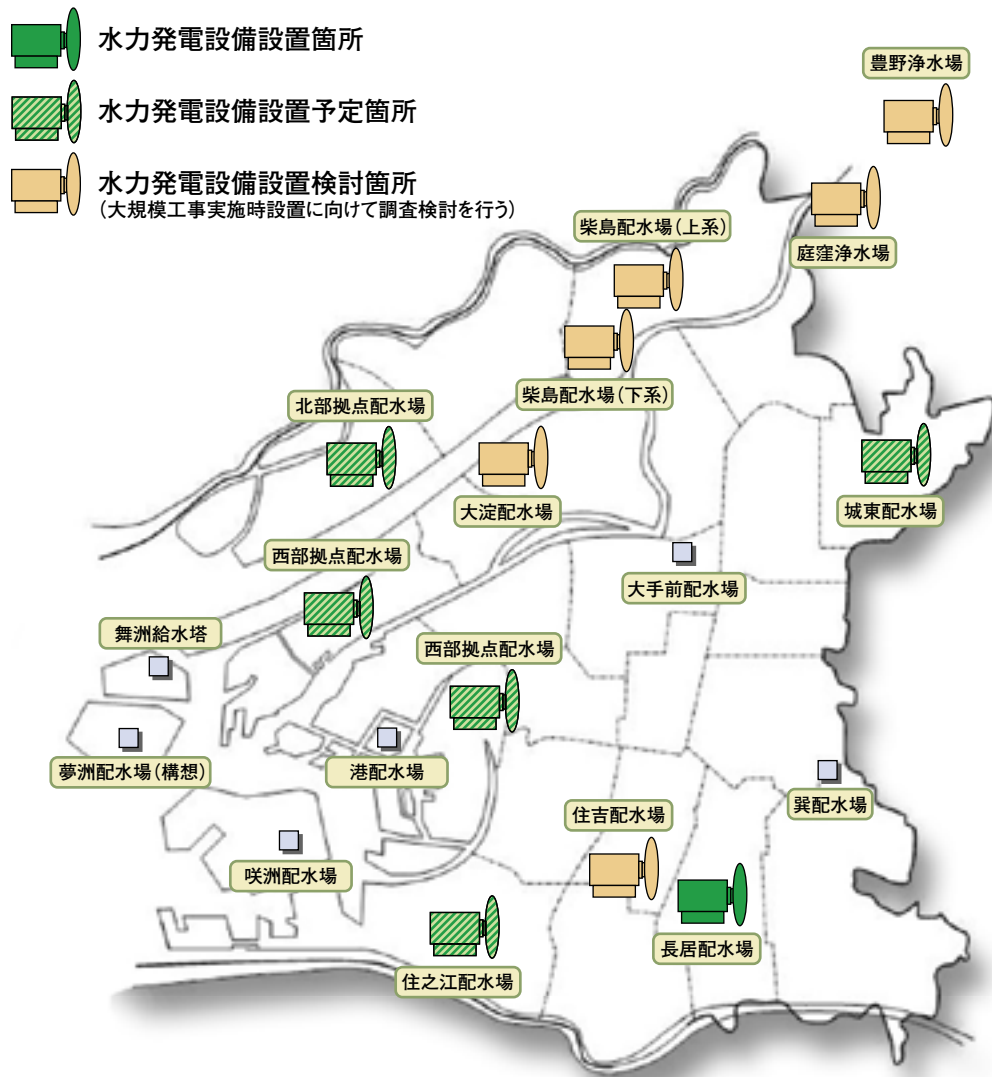 水力発電設備設置箇所
水力発電設備設置予定箇所
水力発電設備設置検討箇所
(大規模工事実施時設置に向けて調査検討を行う)
豊野浄水場
柴島配水場(上系)
庭窪浄水場
柴島配水場(下系)
北部拠点配水場
大淀配水場
城東配水場
西部拠点配水場
大手前配水場
舞洲給水塔
西部拠点配水場
夢洲配水場(構想)
港配水場
巽配水場
住吉配水場
咲洲配水場
長居配水場
住之江配水場